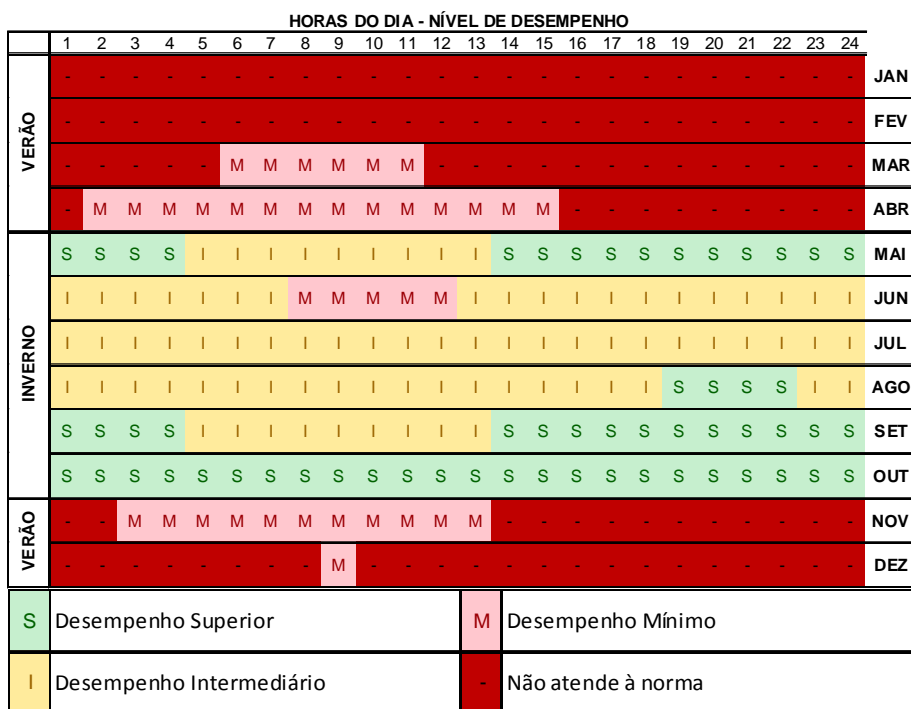 HORAS DO DIA - NÍVEL DE DESEMPENHO
1 2 3 4 5 6 7 8 9 10 11 12 13 14 15 16 17 18 19 20 21 22 23 24
VERÃO
- - - - - - - - - - - - - - - - - - - - - - - - JAN
- - - - - - - - - - - - - - - - - - - - - - - - FEV
- - - - - M M M M M M - - - - - - - - - - - - - MAR
- M M M M M M M M M M M M M M - - - - - - - - - ABR
INVERNO
S S S S I I I I I I I I I S S S S S S S S S S S MAI
I I I I I I I M M M M M I I I I I I I I I I I I JUN
I I I I I I I I I I I I I I I I I I I I I I I I JUL
I I I I I I I I I I I I I I I I I I S S S S I I AGO
S S S S I I I I I I I I I S S S S S S S S S S S SET
S S S S S S S S S S S S S S S S S S S S S S S S OUT
VERÃO
- - M M M M M M M M M M M - - - - - - - - - - - NOV
- - - - - - - - M - - - - - - - - - - - - - - - DEZ
S Desempenho Superior M Desempenho Mínimo
I Desempenho Intermediário - Não atende à norma